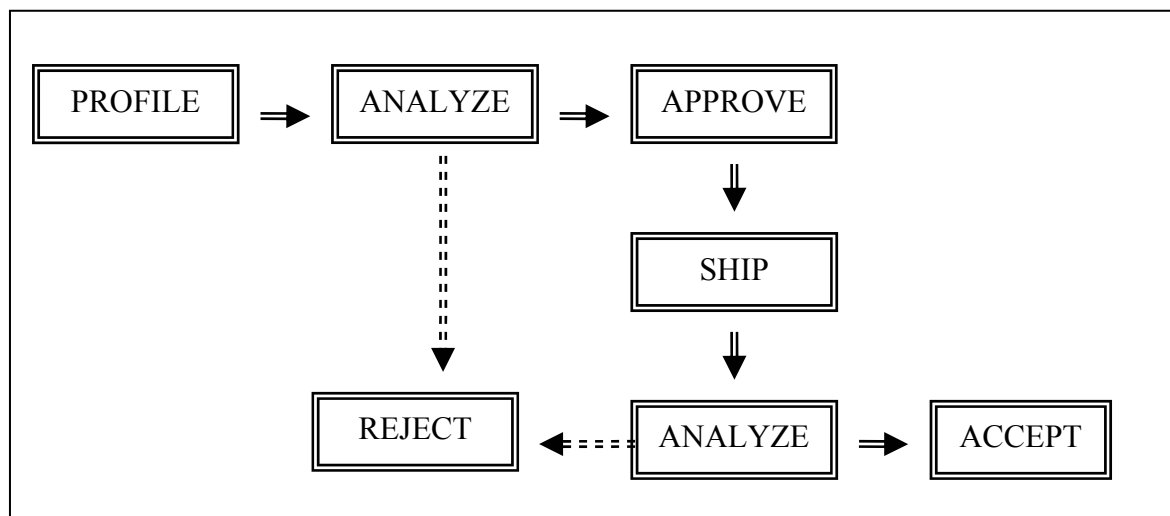 PROFILE
ANALYZE
APPROVE
SHIP
REJECT
ANALYZE
ACCEPT